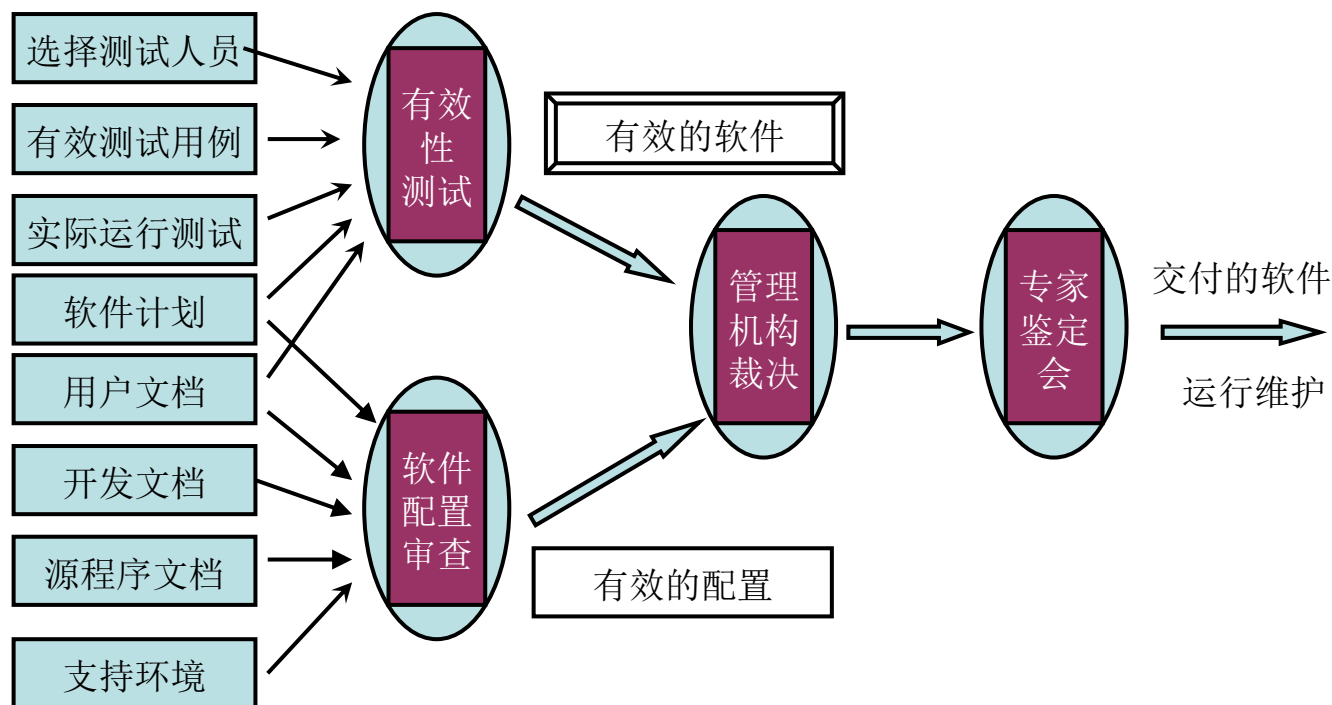 选择测试人员
有效测试用例
实际运行测试
软件计划
用户文档
开发文档
源程序文档
支持环境
有效
性
测试
软件
配置
审查
有效的软件
有效的配置
管理
机构
裁决
专家
鉴定
会
交付的软件
运行维护